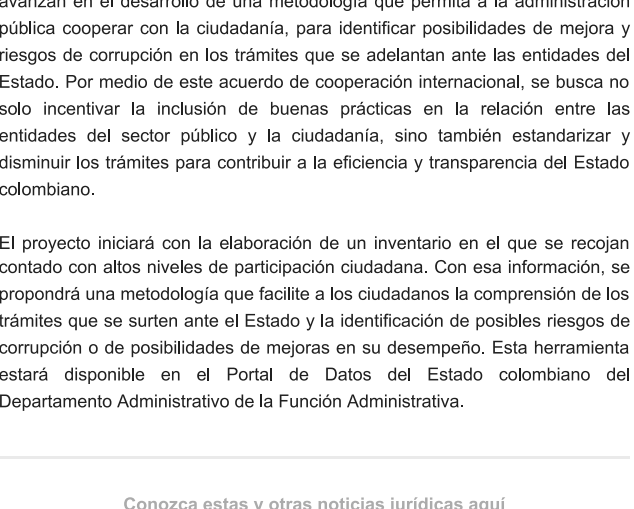 avanzan en el desarrollo de una metodología que permita a la administración
pública cooperar con la ciudadanía, para identificar posibilidades de mejora y
riesgos de corrupción en los trámites que se adelantan ante las entidades del
Estado. Por medio de este acuerdo de cooperación internacional, se busca no
solo incentivar la inclusión de buenas prácticas en la relación entre las
entidades del sector público y la ciudadanía, sino también estandarizar y
disminuir los trámites para contribuir a la eficiencia y transparencia del Estado
colombiano.
El proyecto iniciará con la elaboración de un inventario en el que se recojan
contado con altos niveles de participación ciudadana. Con esa información, se
propondrá una metodología que facilite a los ciudadanos la comprensión de los
trámites que se surten ante el Estado y la identificación de posibles riesgos de
corrupción o de posibilidades de mejoras en su desempeño. Esta herramienta
estará disponible en el Portal de Datos del Estado colombiano del
Departamento Administrativo de la Función Administrativa.
Conozca estas y otras noticias jurídicas aquí